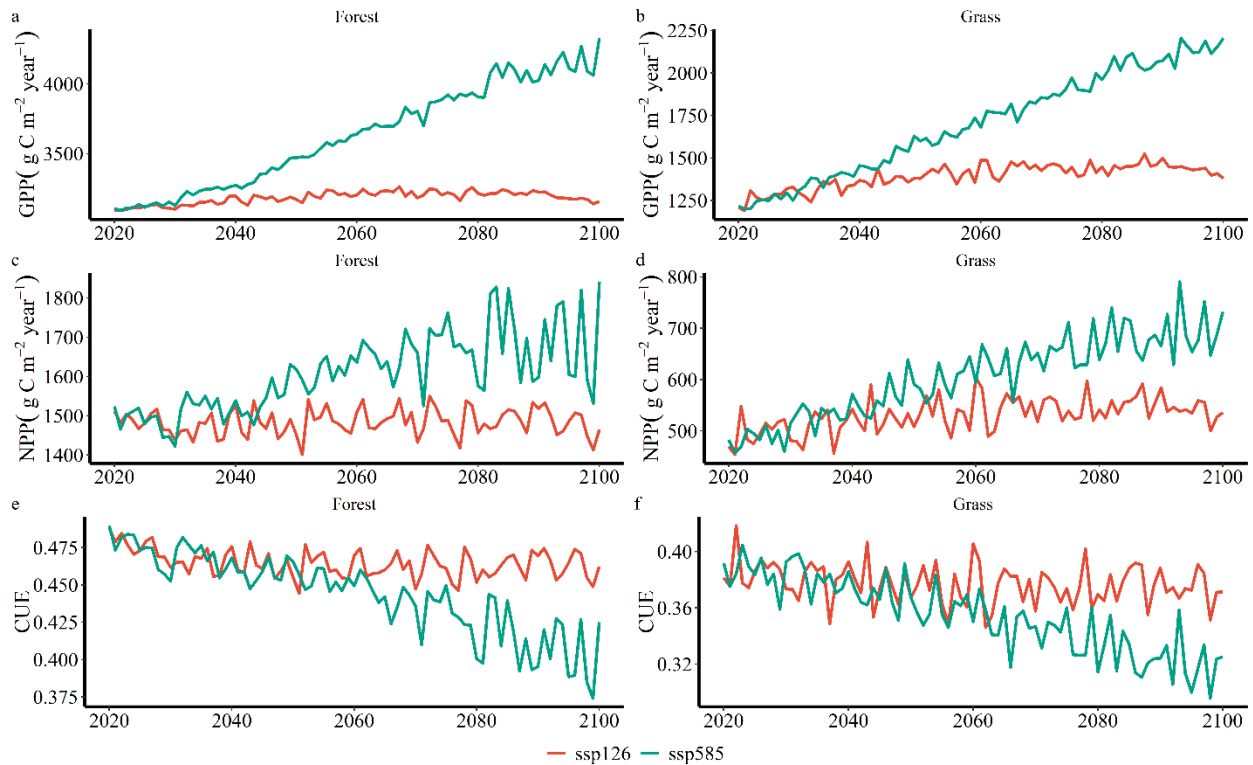 a Forest
GPP( g C m⁻² year⁻¹)
4000
3500
2020 2040 2060 2080 2100
b Grass
GPP( g C m⁻² year⁻¹)
2250
2000
1750
1500
1250
2020 2040 2060 2080 2100
c Forest
NPP( g C m⁻² year⁻¹)
1800
1700
1600
1500
1400
2020 2040 2060 2080 2100
d Grass
NPP( g C m⁻² year⁻¹)
800
700
600
500
2020 2040 2060 2080 2100
e Forest
CUE
0.475
0.450
0.425
0.400
0.375
2020 2040 2060 2080 2100
f Grass
CUE
0.40
0.36
0.32
2020 2040 2060 2080 2100
ssp126 ssp585